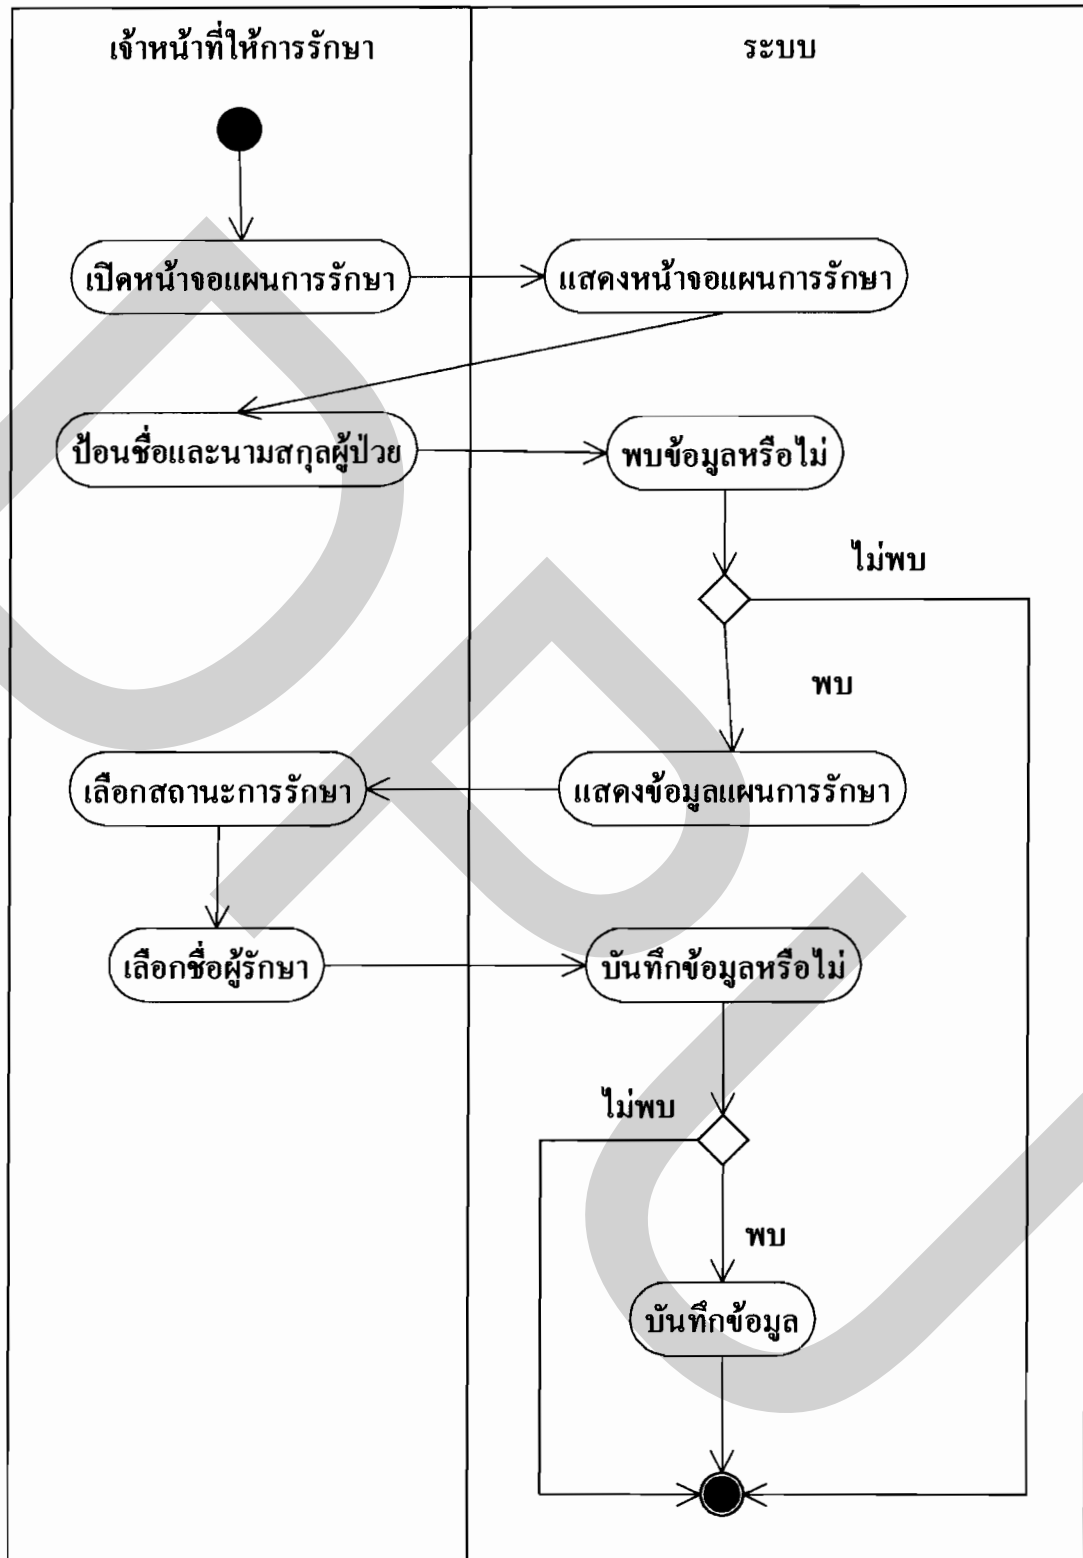 เจ้าหน้าที่ให้การรักษา
ระบบ
เปิดหน้าจอแผนการรักษา
แสดงหน้าจอแผนการรักษา
ป้อนชื่อและนามสกุลผู้ป่วย
พบข้อมูลหรือไม่
ไม่พบ
พบ
เลือกสถานะการรักษา
แสดงข้อมูลแผนการรักษา
เลือกชื่อผู้รักษา
บันทึกข้อมูลหรือไม่
ไม่พบ
พบ
บันทึกข้อมูล